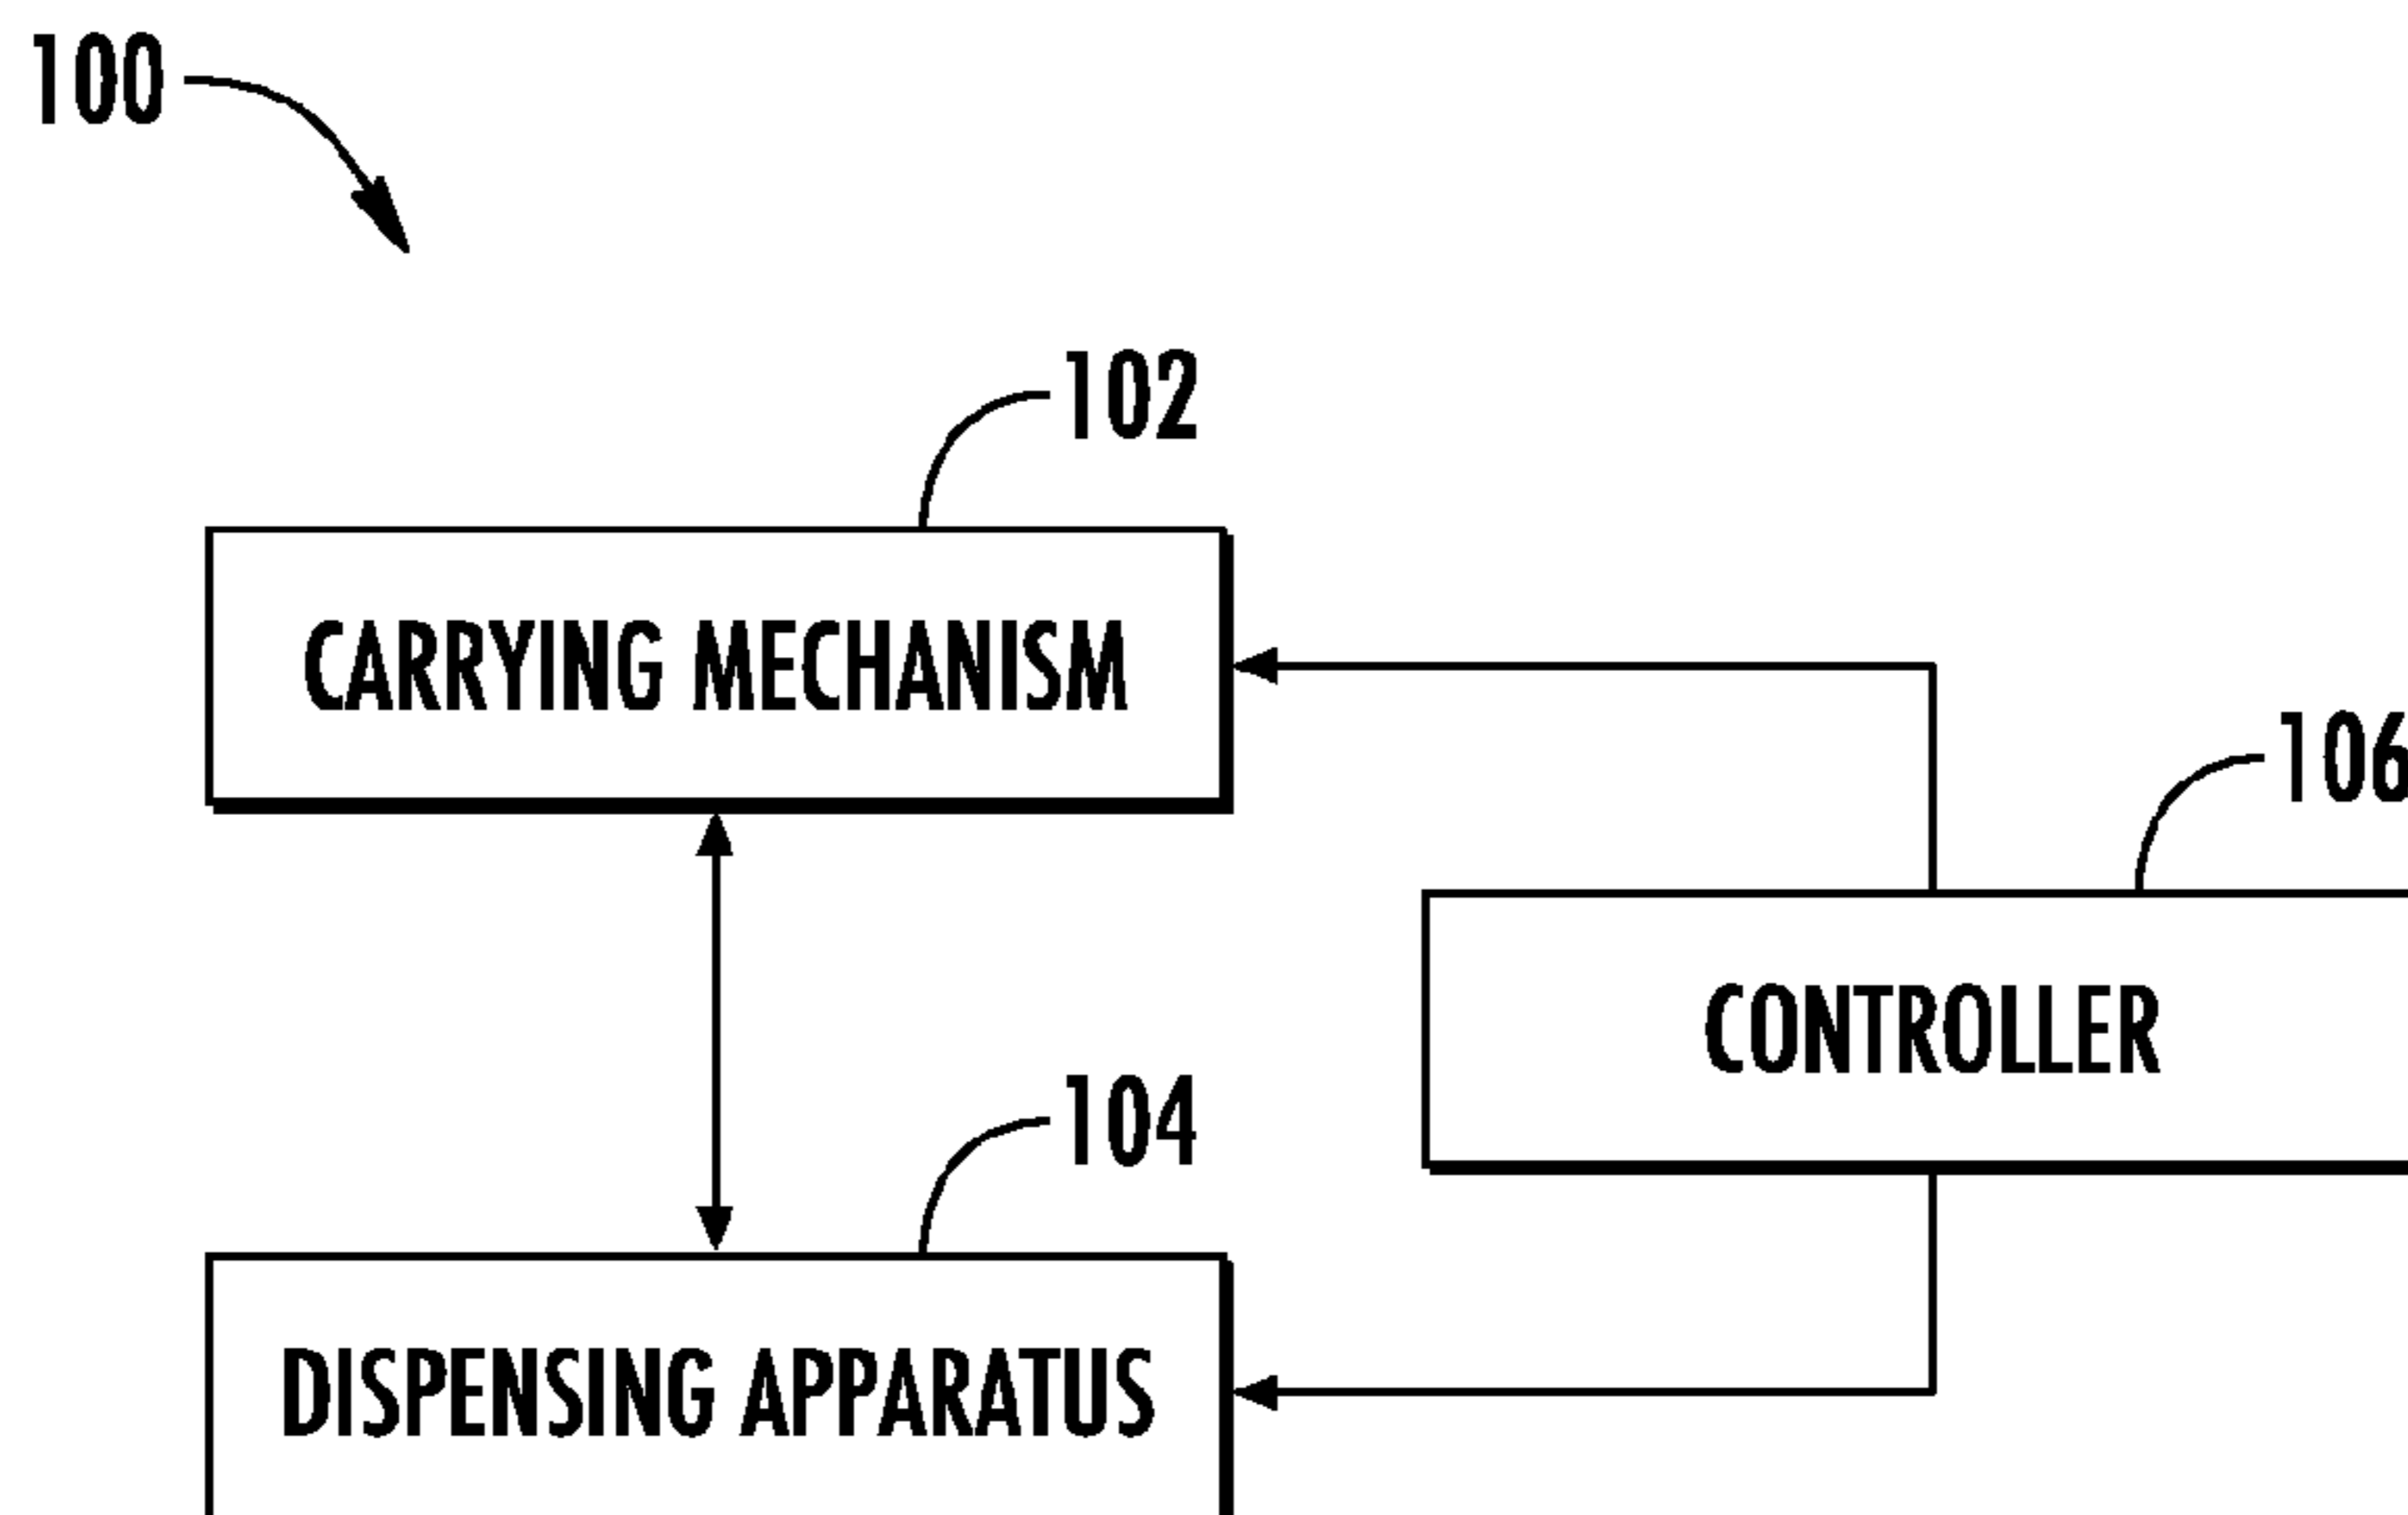 100
102
CARRYING MECHANISM
106
CONTROLLER
104
DISPENSING APPARATUS